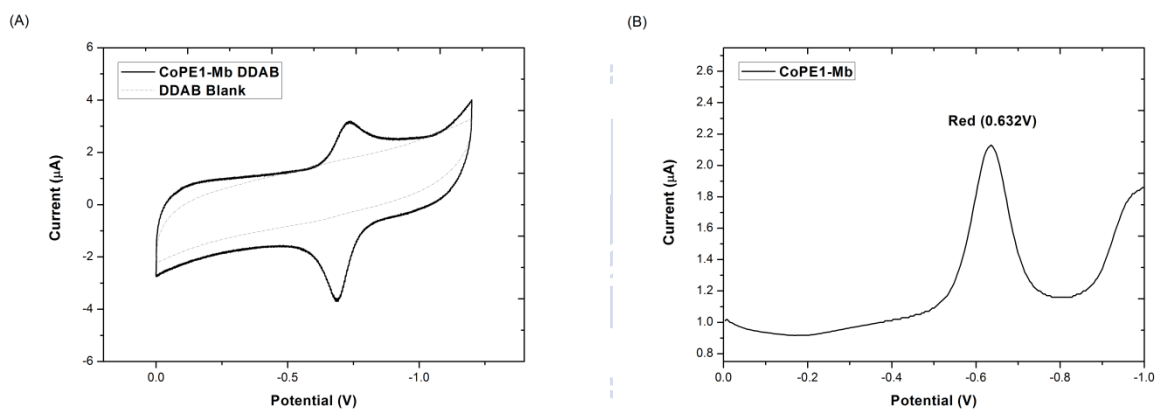 (A)
6
4
2
0
-2
-4
-6
Current (µA)
CoPE1-Mb DDAB
DDAB Blank
0.0
-0.5
-1.0
Potential (V)
(B)
2.6
2.4
2.2
2.0
1.8
1.6
1.4
1.2
1.0
0.8
Current (µA)
CoPE1-Mb
Red (0.632V)
0.0
-0.2
-0.4
-0.6
-0.8
-1.0
Potential (V)